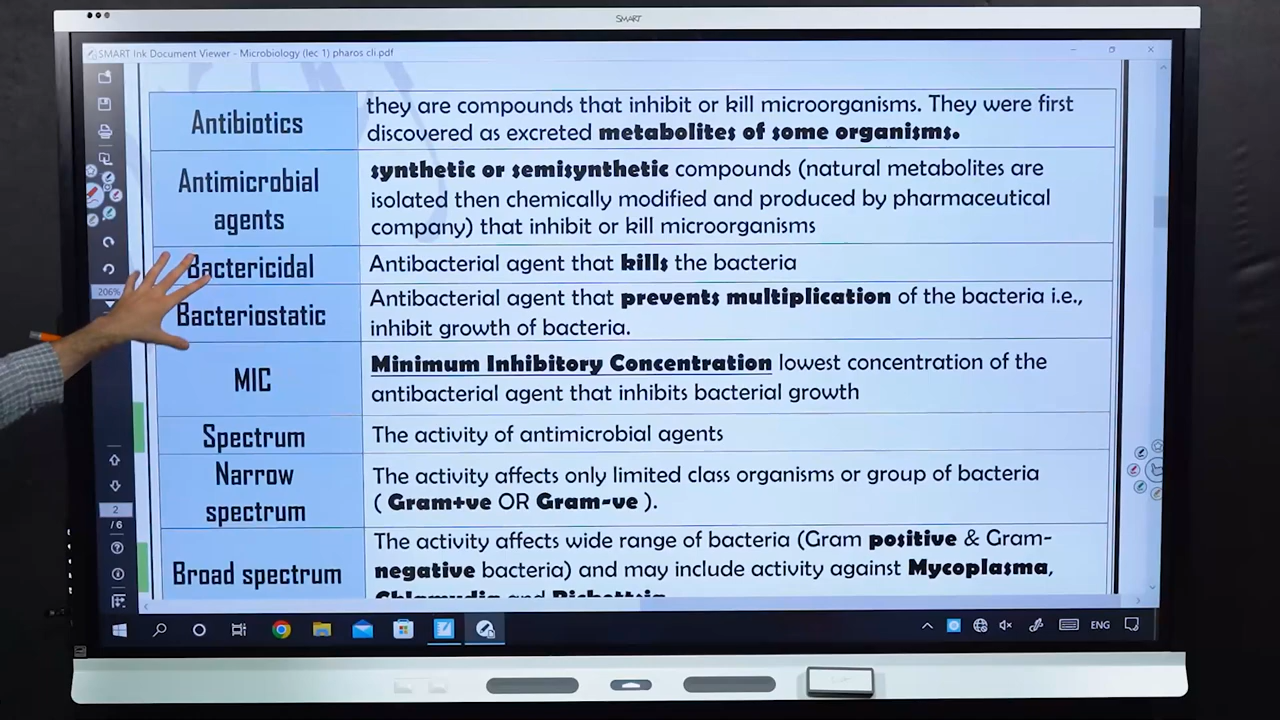 SMART
SMART Ink Document Viewer - Microbiology (lec 1) pharos cli.pdf
Antibiotics
they are compounds that inhibit or kill microorganisms. They were first
discovered as excreted metabolites of some organisms.
Antimicrobial
agents
synthetic or semisynthetic compounds (natural metabolites are
isolated then chemically modified and produced by pharmaceutical
company) that inhibit or kill microorganisms
Bactericidal
Antibacterial agent that kills the bacteria
Bacteriostatic
Antibacterial agent that prevents multiplication of the bacteria i.e.,
inhibit growth of bacteria.
MIC
Minimum Inhibitory Concentration lowest concentration of the
antibacterial agent that inhibits bacterial growth
Spectrum
The activity of antimicrobial agents
Narrow
spectrum
The activity affects only limited class organisms or group of bacteria
( Gram+ve OR Gram-ve ).
Broad spectrum
The activity affects wide range of bacteria (Gram positive & Gram-
negative bacteria) and may include activity against Mycoplasma,
Chlamydia and Rickettsia
206%
2
/ 6
ENG